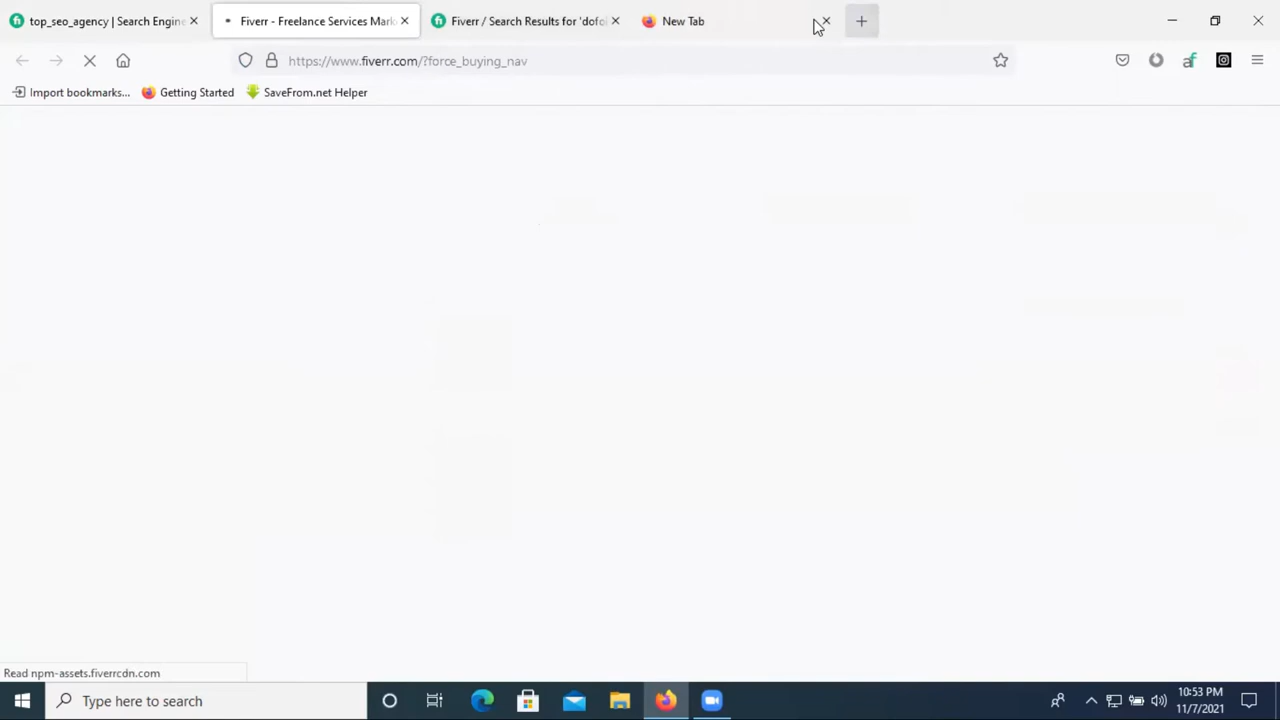 top_seo_agency | Search Engine
Fiverr - Freelance Services Mark
Fiverr / Search Results for 'dofol
New Tab
https://www.fiverr.com/?force_buying_nav
Import bookmarks...
Getting Started
SaveFrom.net Helper
Read npm-assets.fiverrcdn.com
Type here to search
10:53 PM
11/7/2021